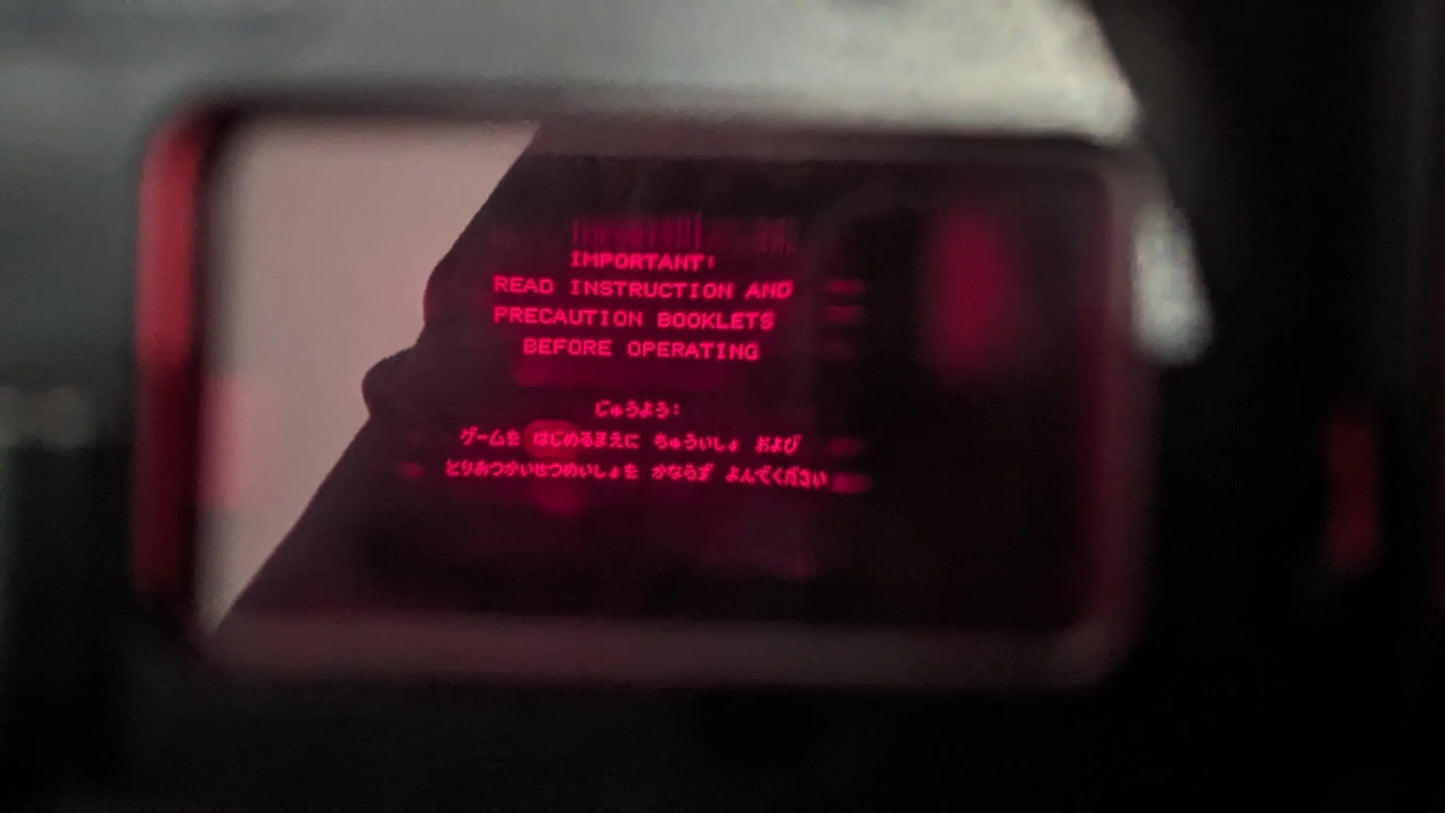 IMPORTANT:
READ INSTRUCTION AND
PRECAUTION BOOKLETS
BEFORE OPERATING
じゅうよう:
ゲームを はじめるまえに ちゅういしょ および
とりあつかいせつめいしょを かならず よんでください